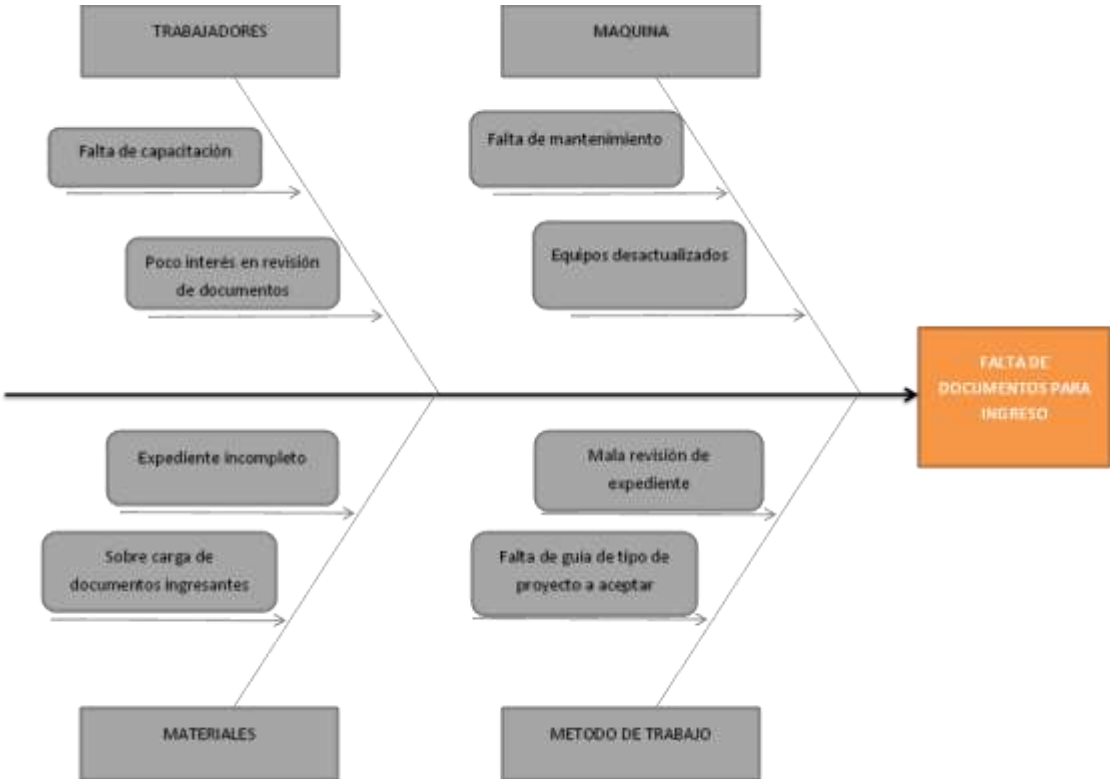 TRABAJADORES
MAQUINA
Falta de capacitación
Falta de mantenimiento
Poco interés en revisión
de documentos
Equipos desactualizados
FALTA DE
DOCUMENTOS PARA
INGRESO
Expediente incompleto
Mala revisión de
expediente
Sobre carga de
documentos ingresantes
Falta de guia de tipo de
proyecto a aceptar
MATERIALES
METODO DE TRABAJO